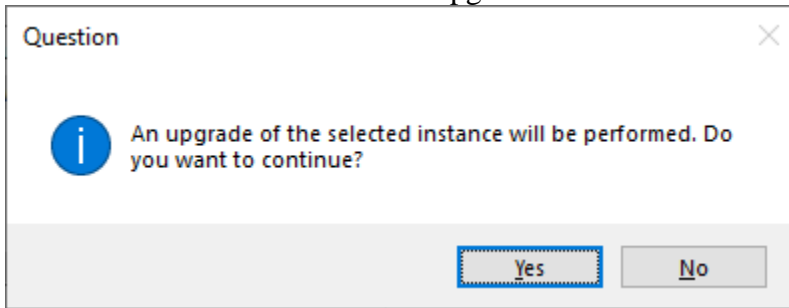 Question
An upgrade of the selected instance will be performed. Do
you want to continue?
Yes
No